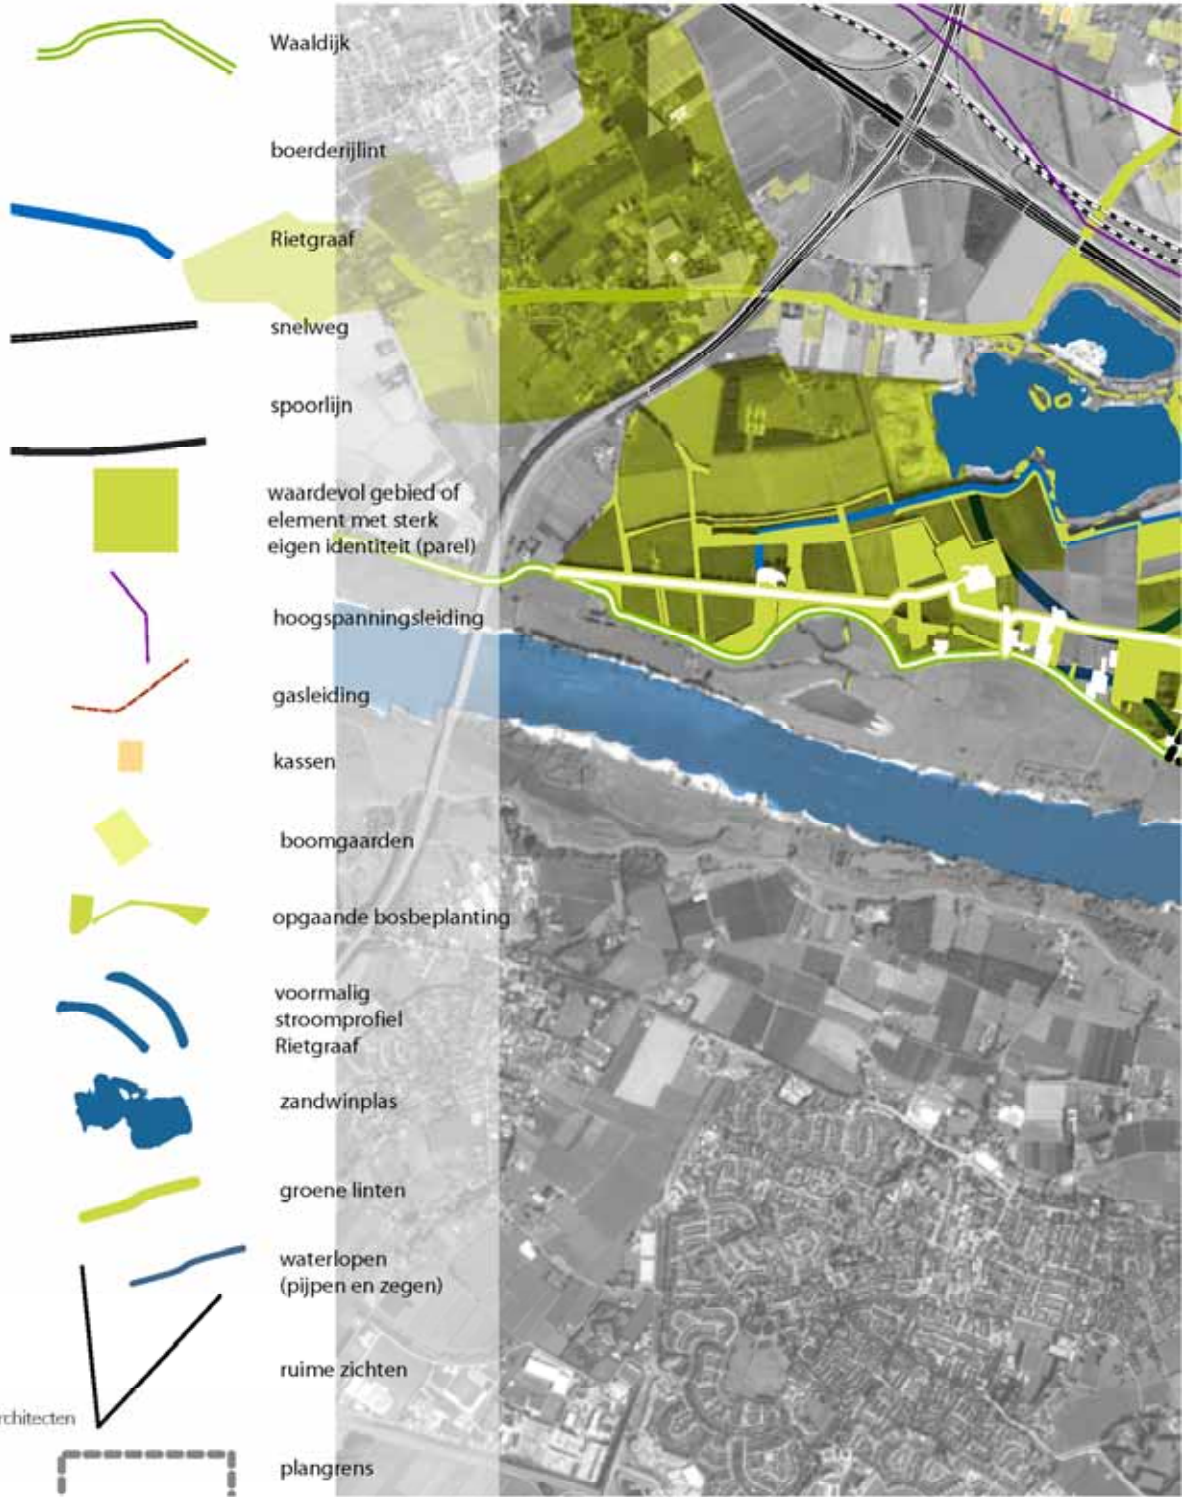 Waaldijk
boerderijlint
Rietgraaf
snelweg
spoorlijn
waardevol gebied of
element met sterk
eigen identiteit (parel)
hoogspanningsleiding
gasleiding
kassen
boomgaarden
opgaande bosbeplanting
voormalig
stroomprofiel
Rietgraaf
zandwinplas
groene linten
waterlopen
(pijpen en zegen)
ruime zichten
rchitecten
plangrens